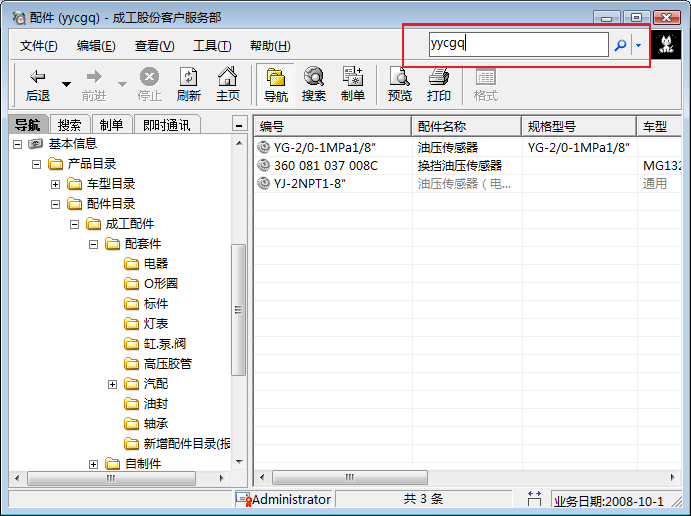 配件 (yycgq) - 成工股份客户服务部
文件(F) 编辑(E) 查看(V) 工具(T) 帮助(H) yycgq
后退 前进 停止 刷新 主页 导航 搜索 制单 预览 打印 格式
导航 搜索 制单 即时通讯
编号 配件名称 规格型号 车型
YG-2/0-1MPa1/8" 油压传感器 YG-2/0-1MPa1/8"
360 081 037 008C 换挡油压传感器 MG132
YJ-2NPT1-8" 油压传感器（电... 通用
基本信息
产品目录
车型目录
配件目录
成工配件
配套件
电器
O形圈
标件
灯表
缸.泵.阀
高压胶管
汽配
油封
轴承
新增配件目录(报
自制件
Administrator 共 3 条 业务日期:2008-10-1